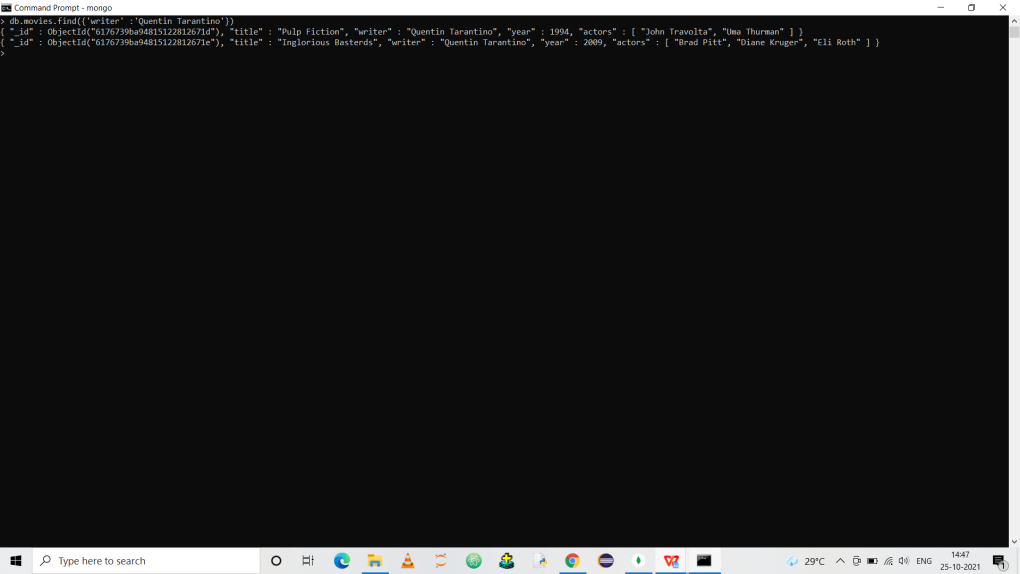 Command Prompt - mongo
> db.movies.find({'writer' :'Quentin Tarantino'})
{ "_id" : ObjectId("6176739ba94815122812671d"), "title" : "Pulp Fiction", "writer" : "Quentin Tarantino", "year" : 1994, "actors" : [ "John Travolta", "Uma Thurman" ] }
{ "_id" : ObjectId("6176739ba94815122812671e"), "title" : "Inglorious Basterds", "writer" : "Quentin Tarantino", "year" : 2009, "actors" : [ "Brad Pitt", "Diane Kruger", "Eli Roth" ] }
>
Type here to search
29°C
ENG
14:47
25-10-2021
1